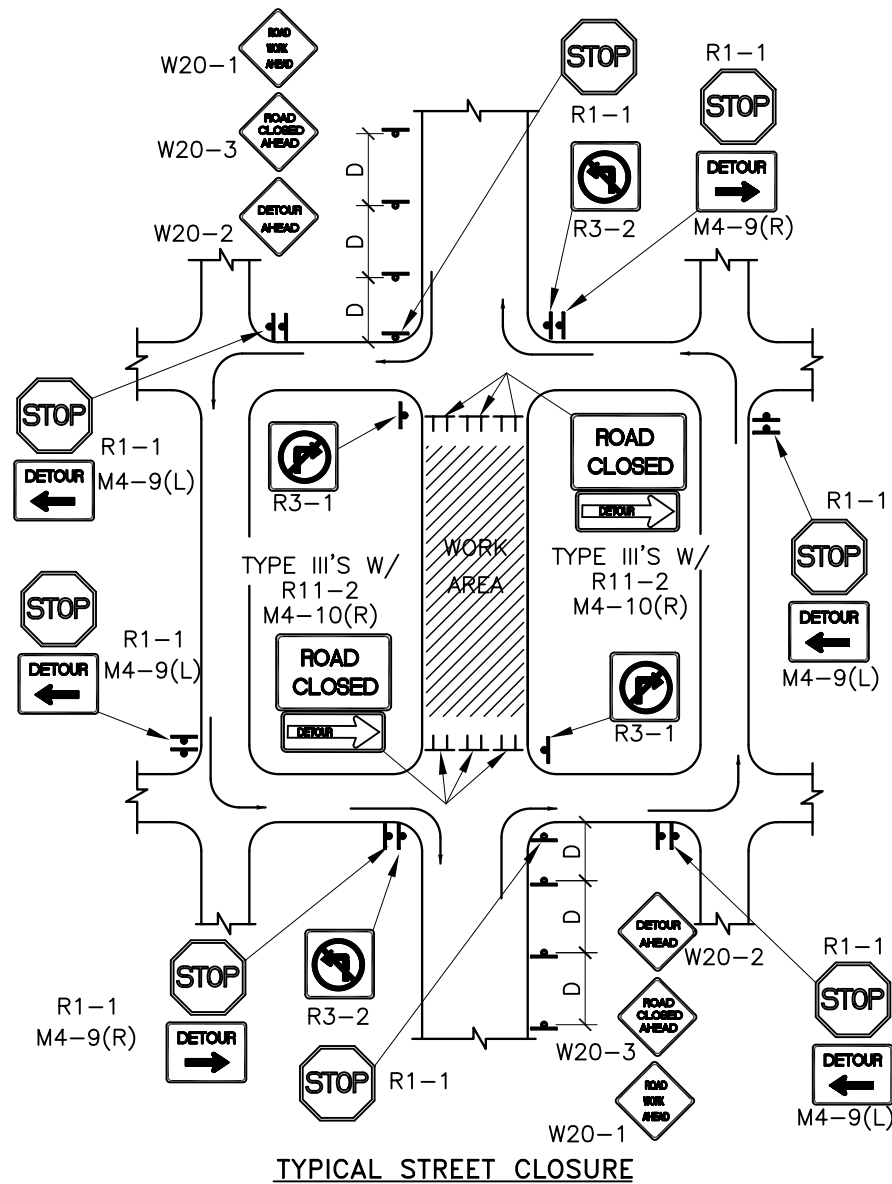 ROAD
WORK
AHEAD
W20-1
ROAD
CLOSED
AHEAD
W20-3
DETOUR
AHEAD
W20-2
D
D
D
STOP
R1-1
R3-2
R1-1
STOP
DETOUR
M4-9(R)
STOP
R1-1
DETOUR
M4-9(L)
R3-1
ROAD
CLOSED
DETOUR
TYPE III'S W/
R11-2
M4-10(R)
WORK
AREA
TYPE III'S W/
R11-2
M4-10(R)
ROAD
CLOSED
DETOUR
R1-1
STOP
DETOUR
M4-9(L)
STOP
R1-1
DETOUR
M4-9(L)
R3-1
D
D
D
STOP
R1-1
DETOUR
M4-9(R)
R3-2
STOP
R1-1
DETOUR
AHEAD
W20-2
ROAD
CLOSED
AHEAD
W20-3
ROAD
WORK
AHEAD
W20-1
R1-1
STOP
DETOUR
M4-9(L)
TYPICAL STREET CLOSURE